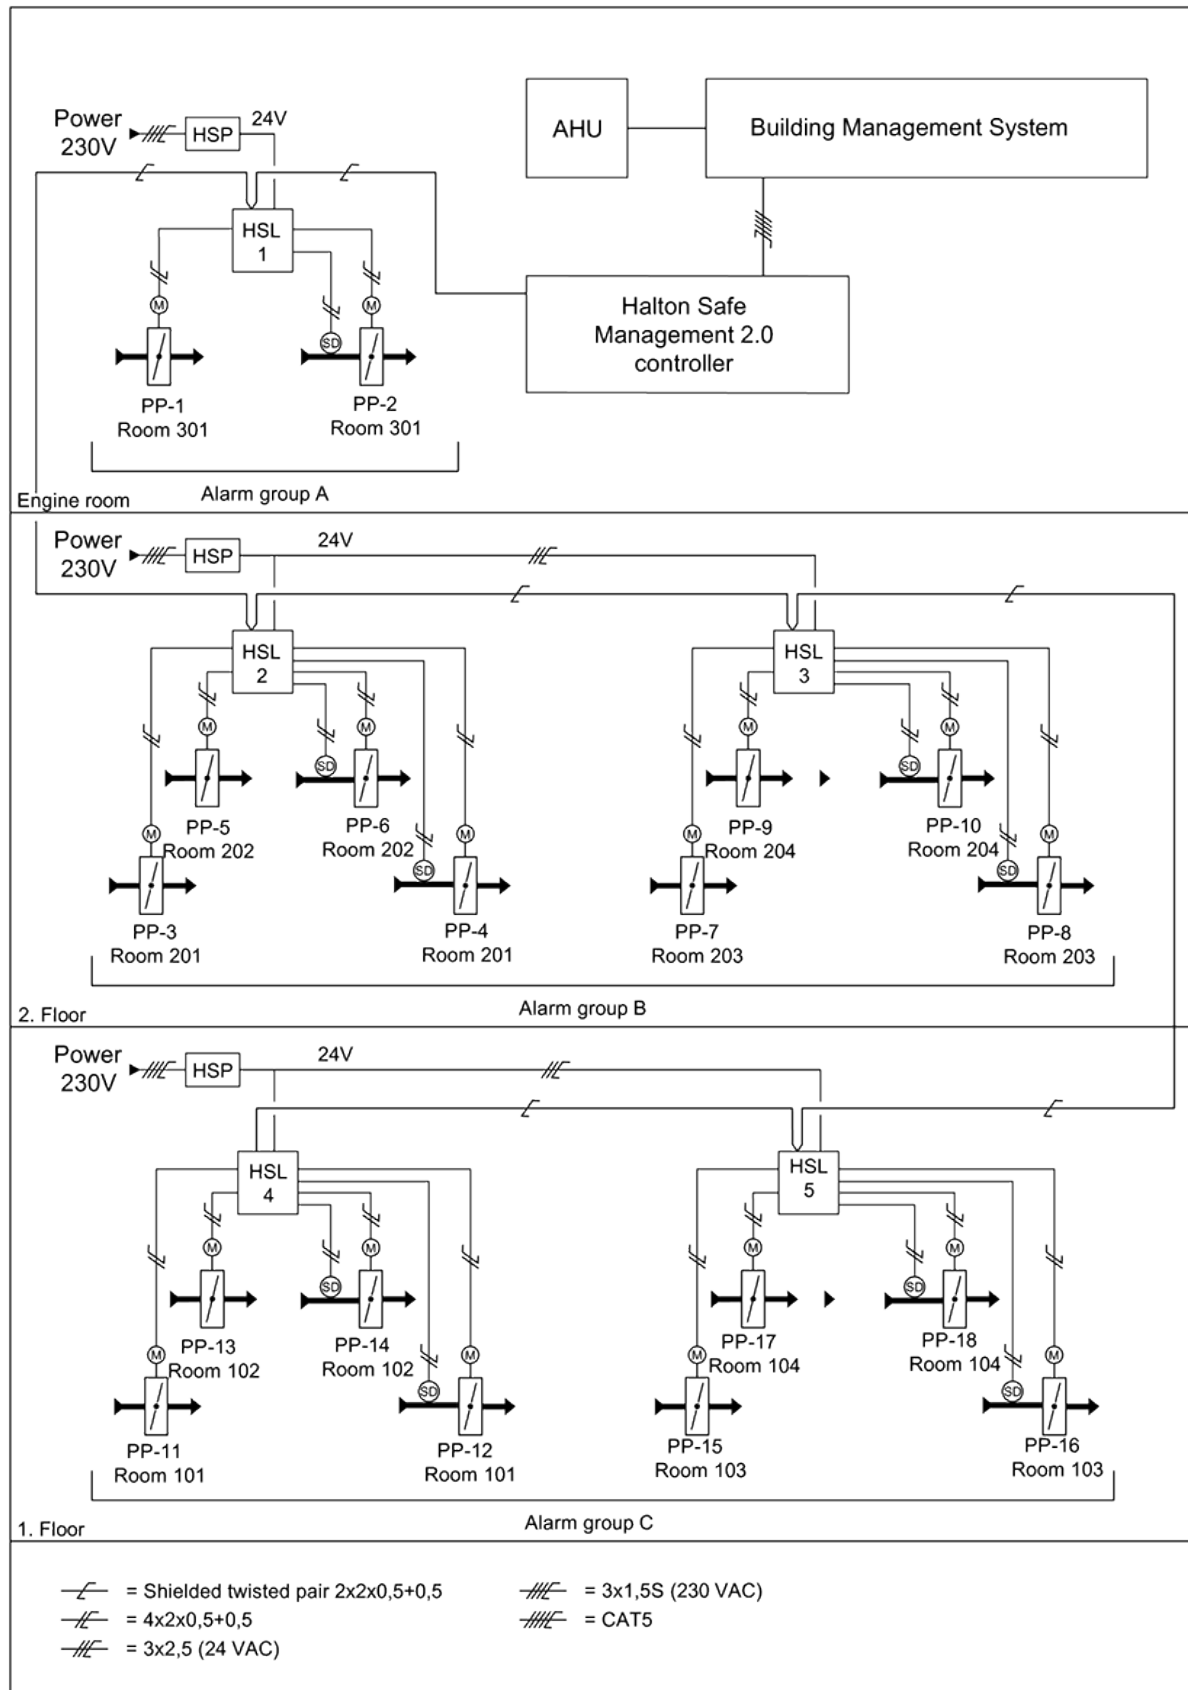 Power
230V
HSP
24V
AHU
Building Management System
HSL
1
M
M
SD
Halton Safe
Management 2.0
controller
PP-1
Room 301
PP-2
Room 301
Alarm group A
Engine room
Power
230V
HSP
24V
HSL
2
HSL
3
M
M
M
M
SD
SD
PP-5
Room 202
PP-6
Room 202
PP-9
Room 204
PP-10
Room 204
M
M
M
M
SD
SD
PP-3
Room 201
PP-4
Room 201
PP-7
Room 203
PP-8
Room 203
Alarm group B
2. Floor
Power
230V
HSP
24V
HSL
4
HSL
5
M
M
M
M
SD
SD
PP-13
Room 102
PP-14
Room 102
PP-17
Room 104
PP-18
Room 104
M
M
M
M
SD
SD
PP-11
Room 101
PP-12
Room 101
PP-15
Room 103
PP-16
Room 103
Alarm group C
1. Floor
= Shielded twisted pair 2x2x0,5+0,5
= 4x2x0,5+0,5
= 3x2,5 (24 VAC)
= 3x1,5S (230 VAC)
= CAT5